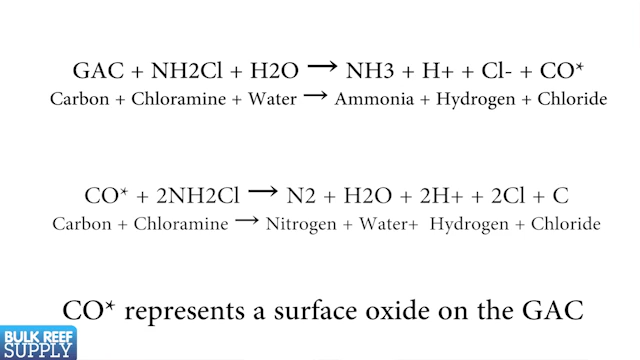 GAC + NH2Cl + H2O → NH3 + H+ + Cl- + CO*
Carbon + Chloramine + Water → Ammonia + Hydrogen + Chloride
CO* + 2NH2Cl → N2 + H2O + 2H+ + 2Cl + C
Carbon + Chloramine → Nitrogen + Water+ Hydrogen + Chloride
CO* represents a surface oxide on the GAC
BULK REEF
SUPPLY